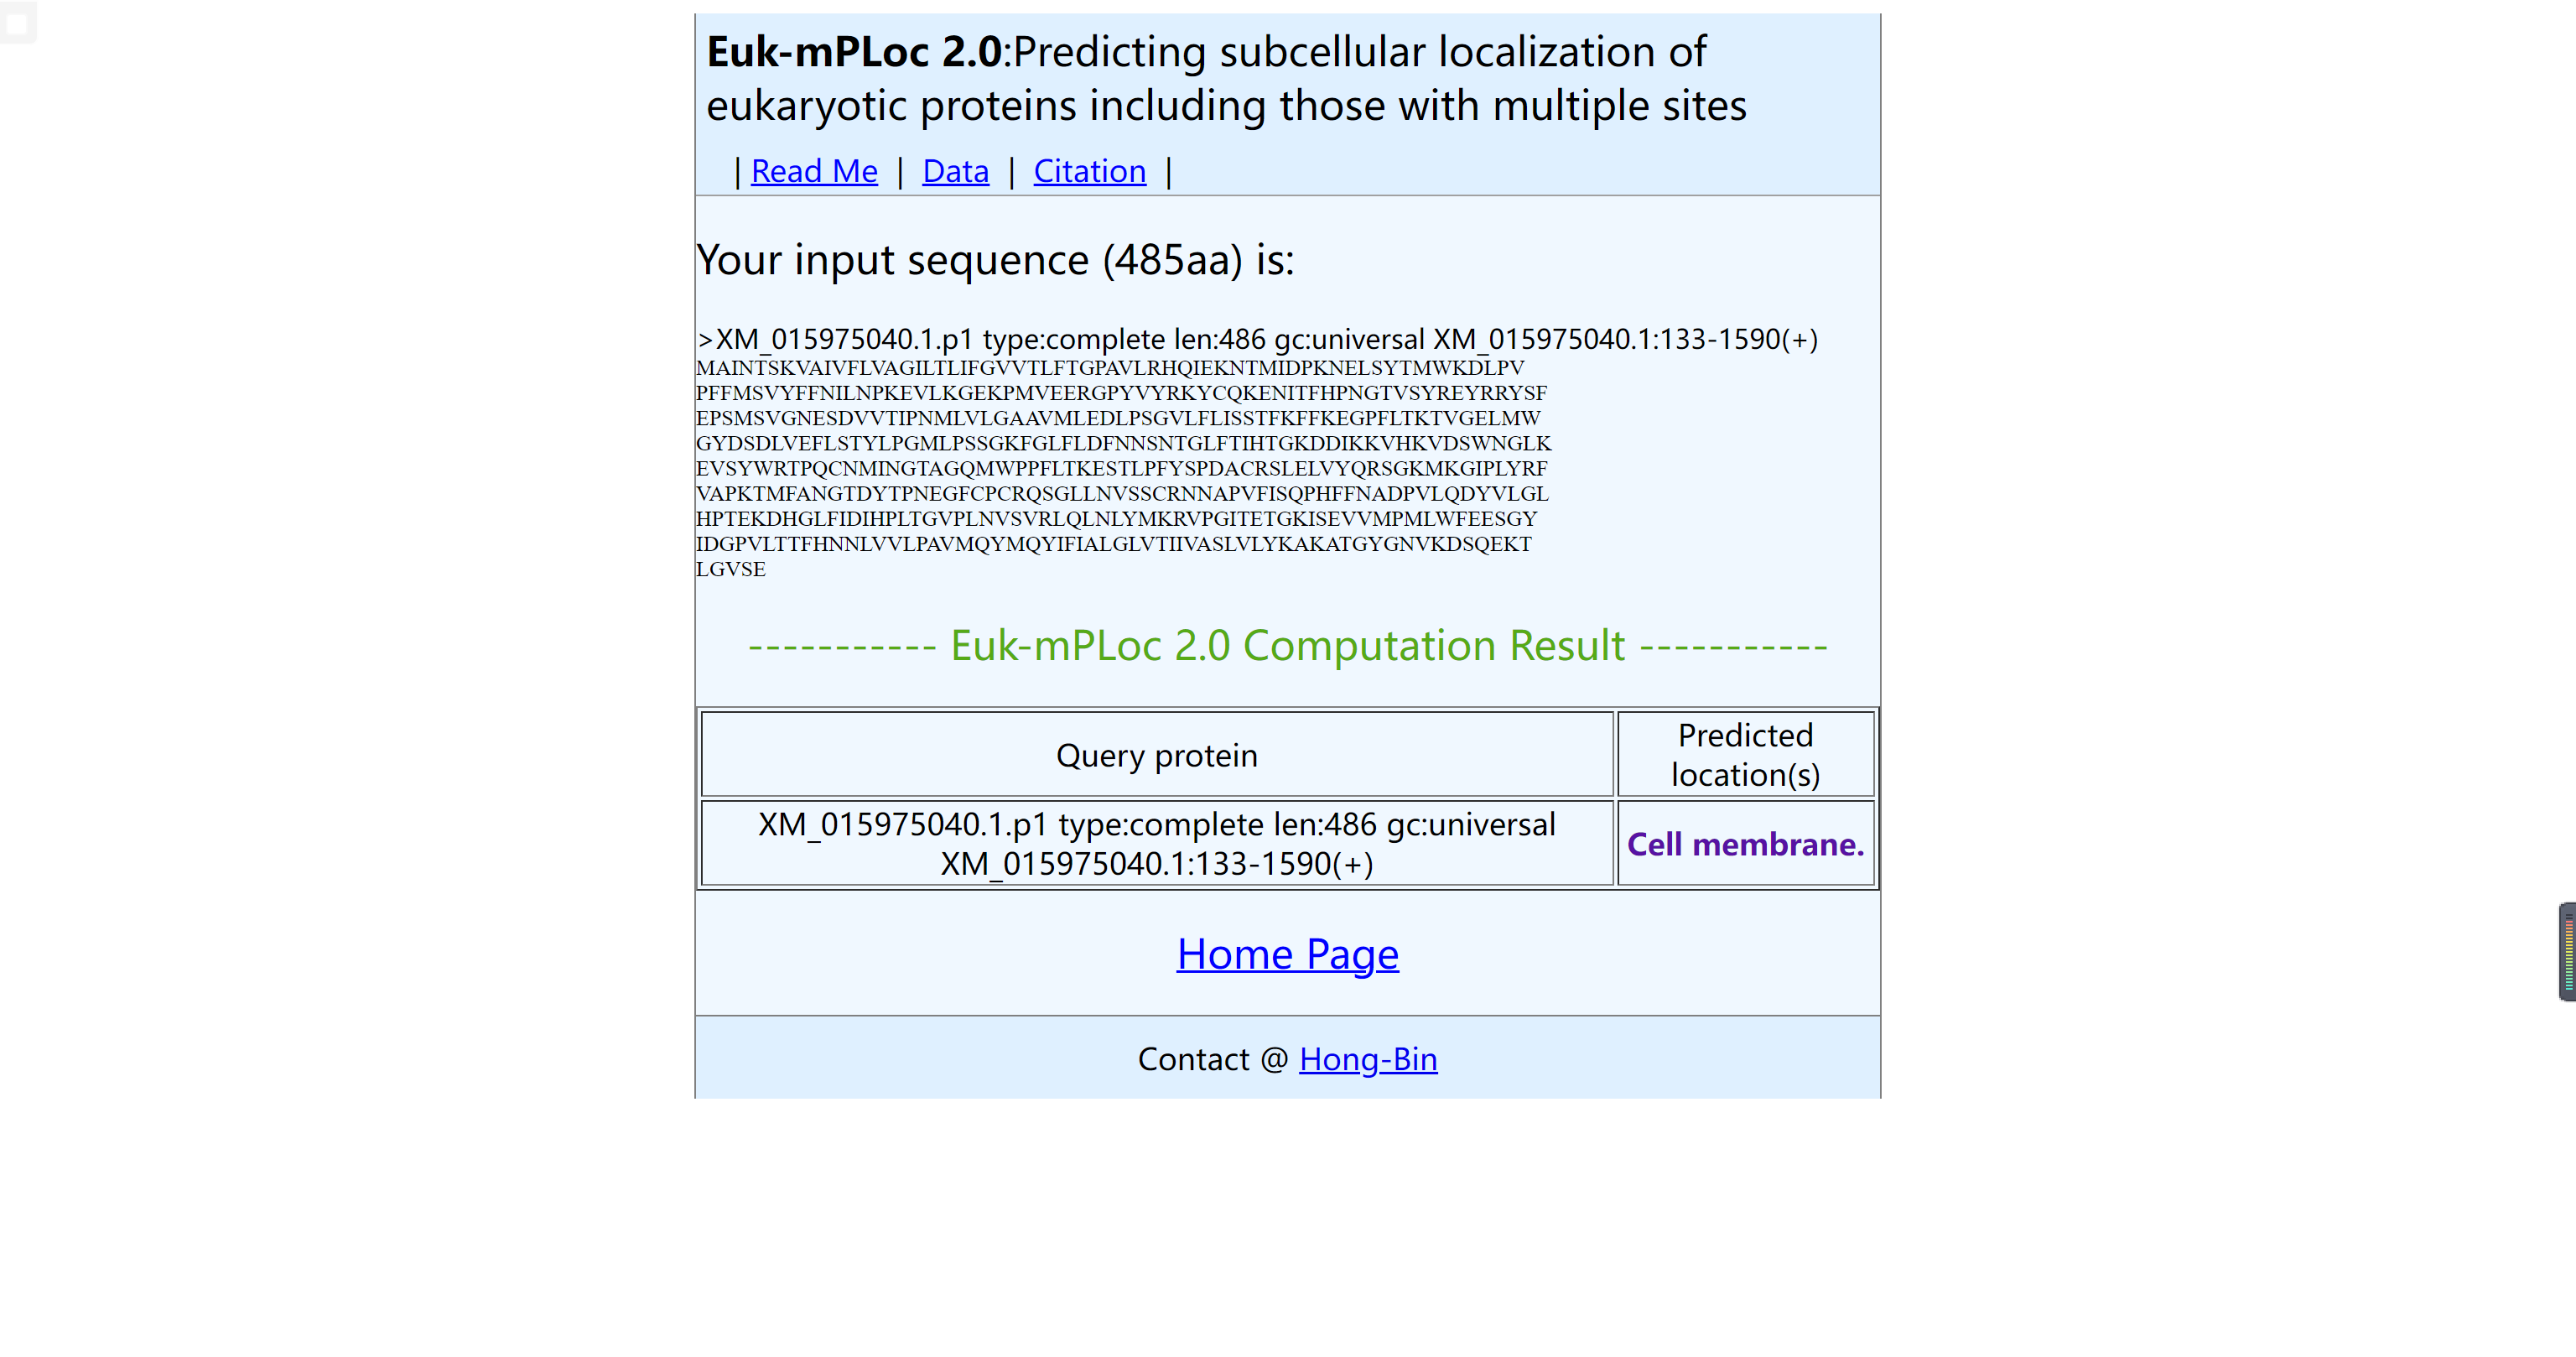 Euk-mPLoc 2.0:Predicting subcellular localization of
eukaryotic proteins including those with multiple sites
| Read Me | Data | Citation |
Your input sequence (485aa) is:
>XM_015975040.1.p1 type:complete len:486 gc:universal XM_015975040.1:133-1590(+)
MAINTSKVAIVFLVAGILTLIFGVVTLFTGPAVLRHQIEKNTMIDPKNELSYTMWKDLPV
PFFMSVYFFNILNPKEVLKGEKPMVEERGPYVYRKYCQKENITFHPNGTVSYREYRRYSF
EPSMSVGNESDVVTIPNMLVLGAAVMLEDLPSGVLFLISSTFKFFKEGPFLTKTVGELMW
GYDSDLVEFLSTYLPGMLPSSGKFGLFLDFNNSNTGLFTIHTGKDDIKKVHKVDSWNGLK
EVSYWRTPQCNMINGTAGQMWPPFLTKESTLPFYSPDACRSLELVYQRSGKMKGIPLYRF
VAPKTMFANGTDYTPNEGFCPCRQSGLLNVSSCRNNAPVFISQPHFFNADPVLQDYVLGL
HPTEKDHGLFIDIHPLTGVPLNVSVRLQLNLYMKRVPGITETGKISEVVMPMLWFEESGY
IDGPVLTTFHNNLVVLPAVMQYMQYIFIALGLVTIIVASLVLYKAKATGYGNVKDSQEKT
LGVSE
----------- Euk-mPLoc 2.0 Computation Result -----------
Query protein
Predicted
location(s)
XM_015975040.1.p1 type:complete len:486 gc:universal
XM_015975040.1:133-1590(+)
Cell membrane.
Home Page
Contact @ Hong-Bin